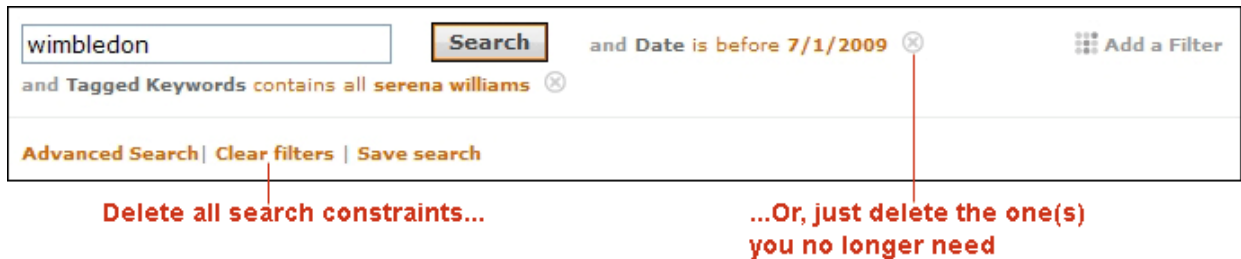 wimbledon Search and Date is before 7/1/2009 Add a Filter
and Tagged Keywords contains all serena williams
Advanced Search| Clear filters | Save search
Delete all search constraints...
...Or, just delete the one(s)
you no longer need